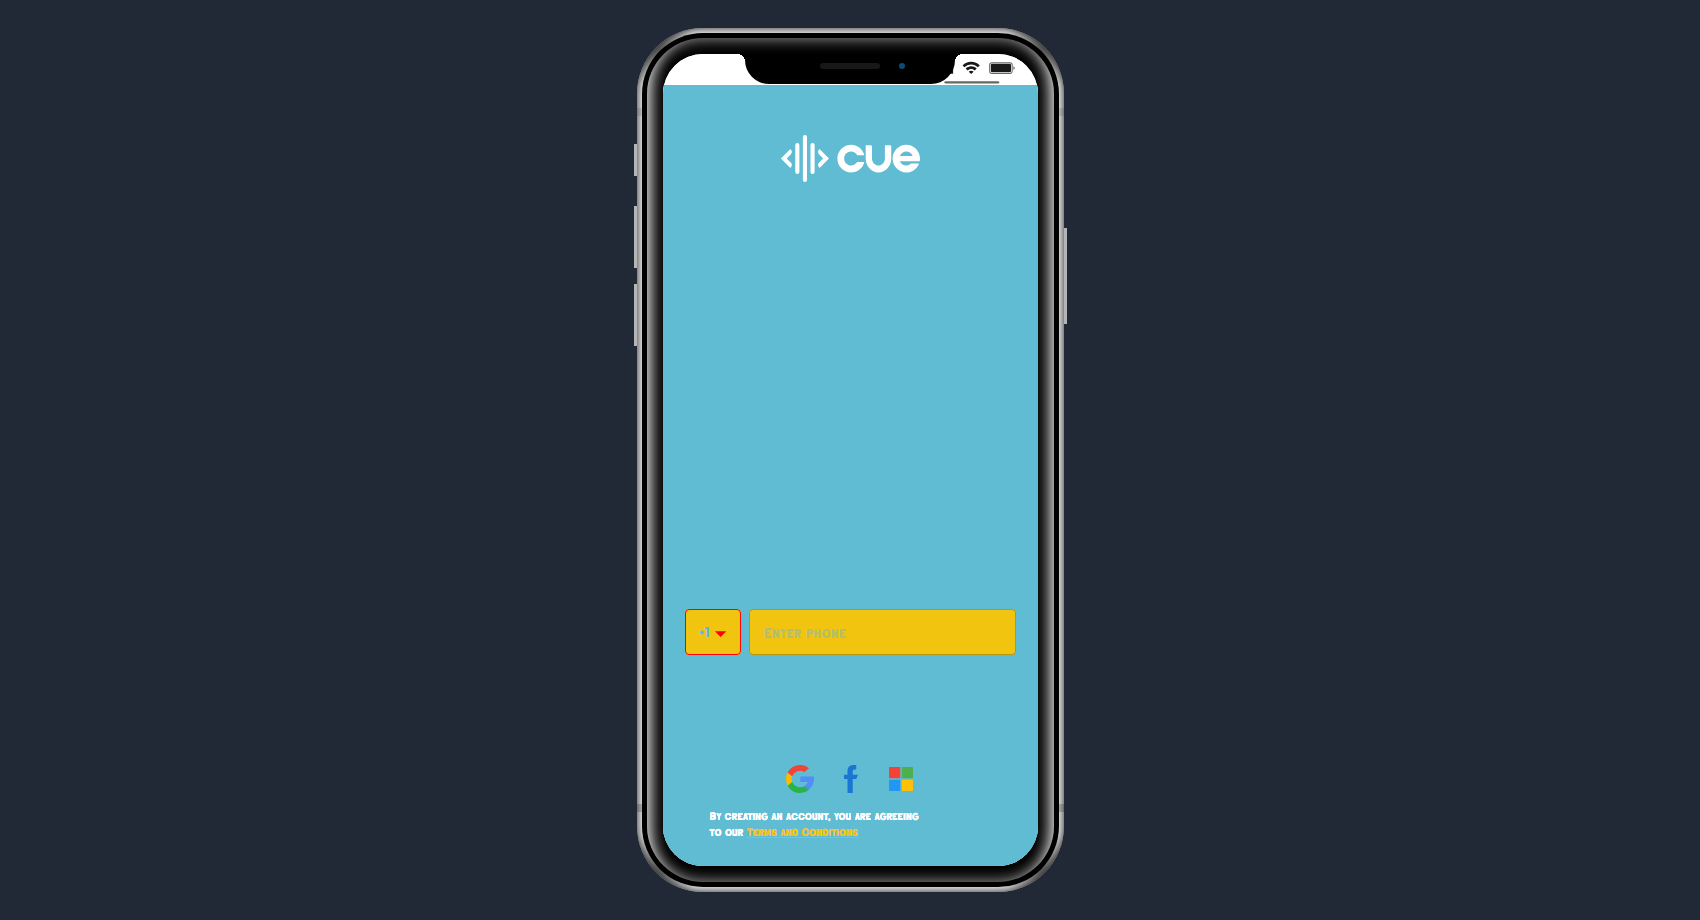 cue
+1
Enter phone
By creating an account, you are agreeing
to our Terms and Conditions